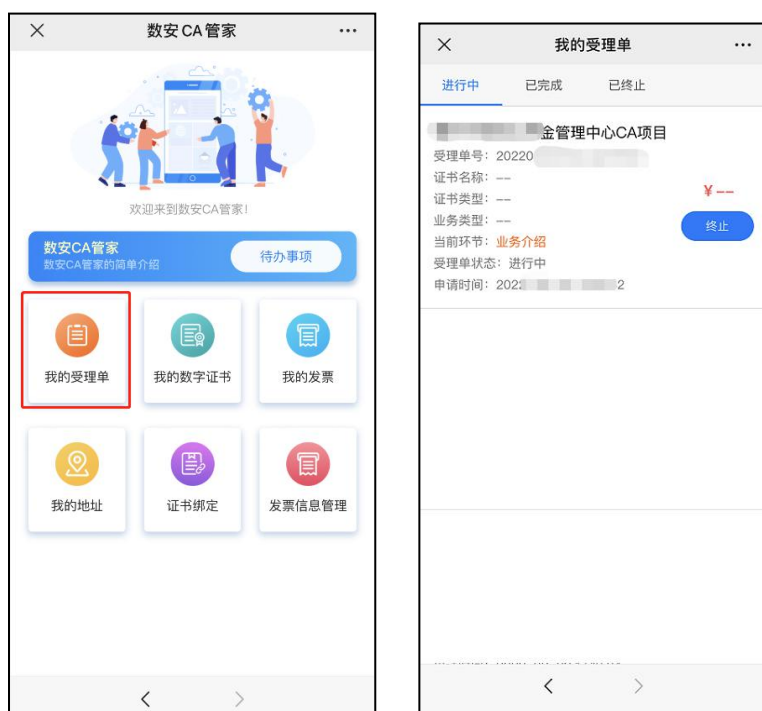 数安CA管家
欢迎来到数安CA管家!
数安CA管家
数安CA管家的简单介绍
待办事项
我的受理单
我的数字证书
我的发票
我的地址
证书绑定
发票信息管理
我的受理单
进行中
已完成
已终止
金管理中心CA项目
受理单号: 20220
证书名称: --
证书类型: --
¥ --
业务类型: --
终止
当前环节: 业务介绍
受理单状态: 进行中
申请时间: 202 2